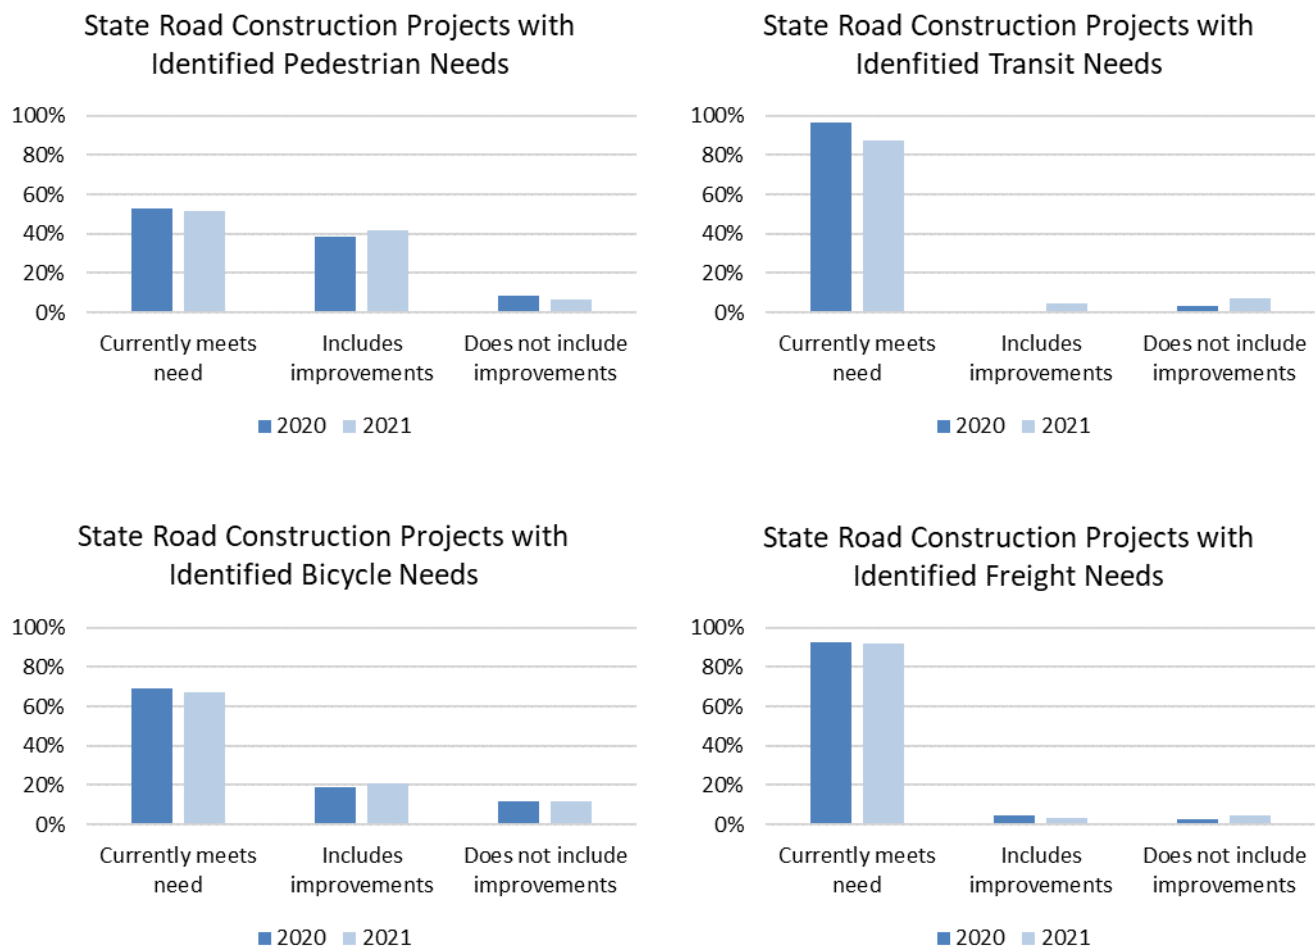 State Road Construction Projects with
Identified Pedestrian Needs
100%
80%
60%
40%
20%
0%
Currently meets
need
Includes
improvements
Does not include
improvements
2020 2021
State Road Construction Projects with
Idenfitied Transit Needs
100%
80%
60%
40%
20%
0%
Currently meets
need
Includes
improvements
Does not include
improvements
2020 2021
State Road Construction Projects with
Identified Bicycle Needs
100%
80%
60%
40%
20%
0%
Currently meets
need
Includes
improvements
Does not include
improvements
2020 2021
State Road Construction Projects with
Identified Freight Needs
100%
80%
60%
40%
20%
0%
Currently meets
need
Includes
improvements
Does not include
improvements
2020 2021